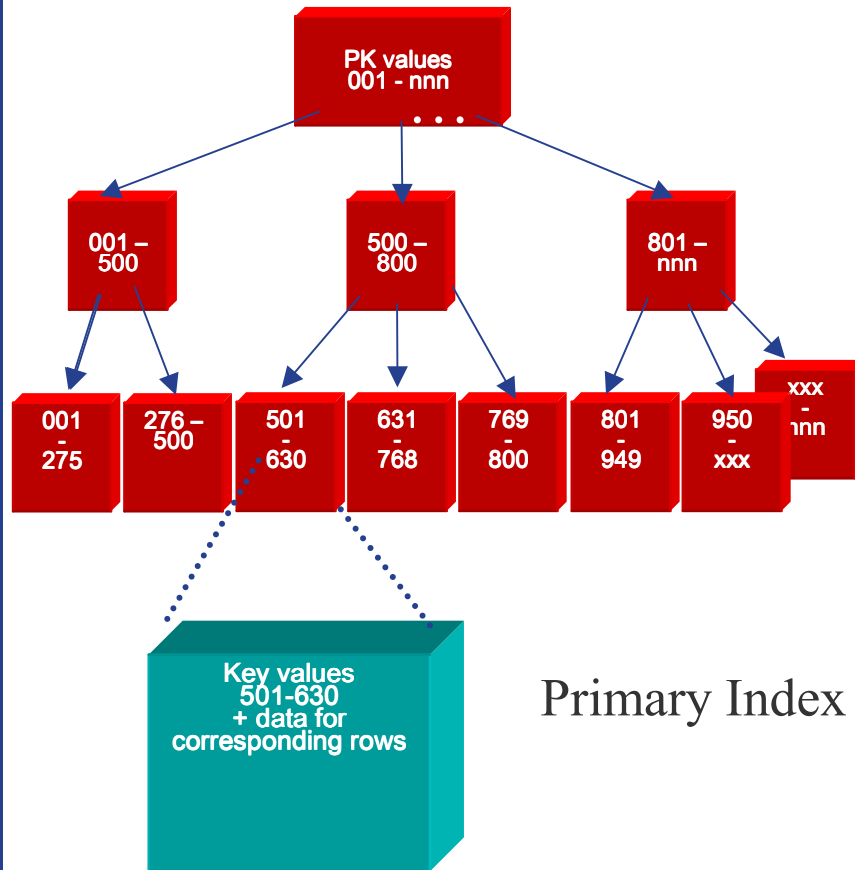 PK values
001 - nnn
. . .
001 –
500
500 –
800
801 –
nnn
001
-
275
276 –
500
501
-
630
631
-
768
769
-
800
801
-
949
950
-
xxx
xxx
-
nnn
Key values
501-630
+ data for
corresponding rows
Primary Index